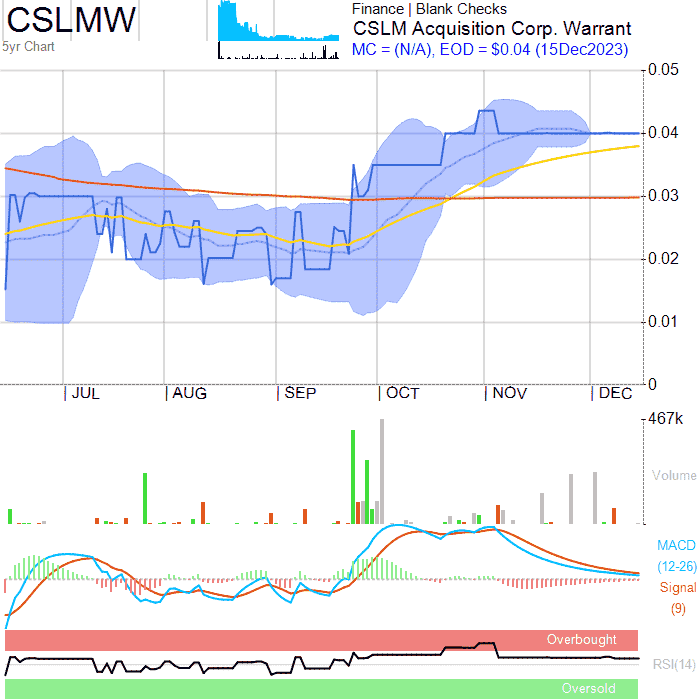 CSLMW
5yr Chart
Finance | Blank Checks
CSLM Acquisition Corp. Warrant
MC = (N/A), EOD = $0.04 (15Dec2023)
0.05
0.04
0.03
0.02
0.01
0
JUL AUG SEP OCT NOV DEC
467k
Volume
MACD
(12-26)
Signal
(9)
Overbought
RSI(14)
Oversold